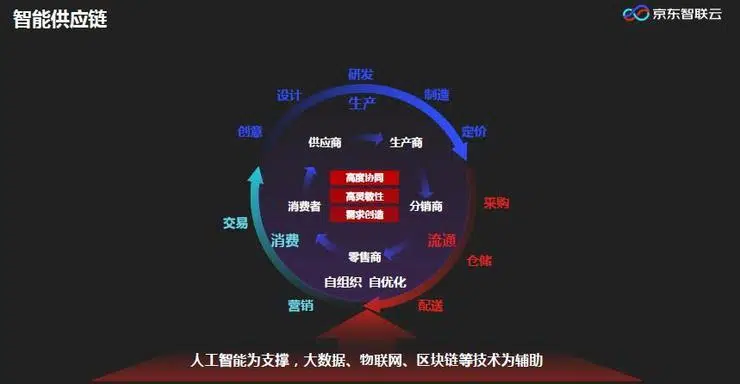 智能供应链
京东智联云
研发
设计
生产
制造
创意
定价
供应商
生产商
高度协同
高灵敏性
需求创造
消费者
分销商
采购
交易
消费
流通
零售商
仓储
自组织 自优化
营销
配送
人工智能为支撑，大数据、物联网、区块链等技术为辅助